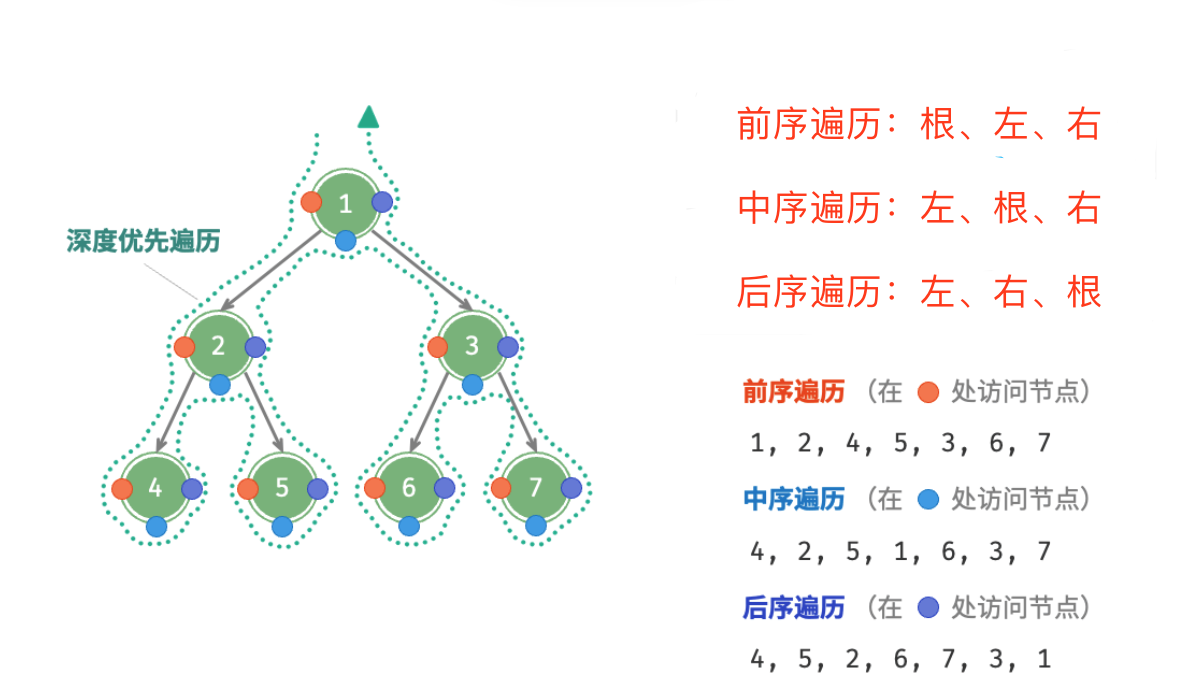 前序遍历：根、左、右
中序遍历：左、根、右
后序遍历：左、右、根
深度优先遍历
1
2
3
4
5
6
7
前序遍历 （在 处访问节点）
1, 2, 4, 5, 3, 6, 7
中序遍历 （在 处访问节点）
4, 2, 5, 1, 6, 3, 7
后序遍历 （在 处访问节点）
4, 5, 2, 6, 7, 3, 1